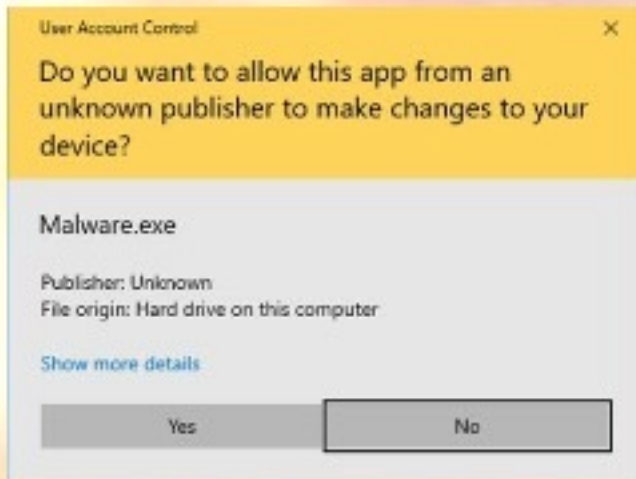 User Account Control
Do you want to allow this app from an
unknown publisher to make changes to your
device?
Malware.exe
Publisher: Unknown
File origin: Hard drive on this computer
Show more details
Yes
No